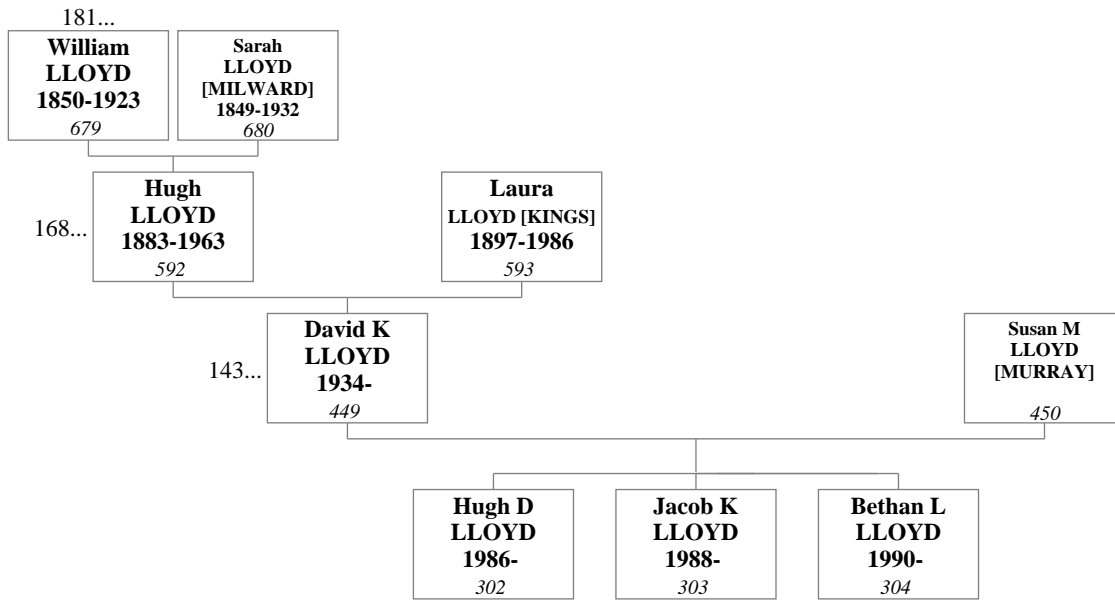 181...
William
LLOYD
1850-1923
679
Sarah
LLOYD
[MILWARD]
1849-1932
680
168...
Hugh
LLOYD
1883-1963
592
Laura
LLOYD [KINGS]
1897-1986
593
143...
David K
LLOYD
1934-
449
Susan M
LLOYD
[MURRAY]
450
Hugh D
LLOYD
1986-
302
Jacob K
LLOYD
1988-
303
Bethan L
LLOYD
1990-
304